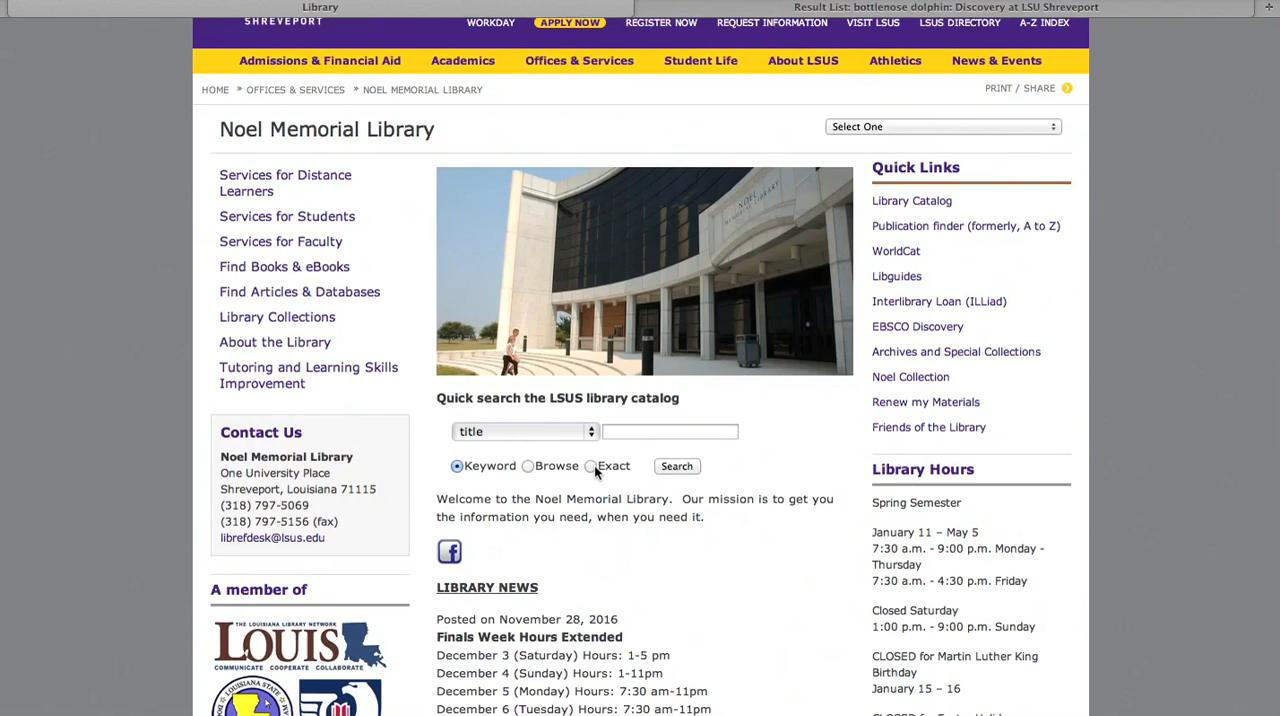 Library
Result List: bottlenose dolphin: Discovery at LSU Shreveport
SHREVEPORT
WORKDAY APPLY NOW REGISTER NOW REQUEST INFORMATION VISIT LSUS LSUS DIRECTORY A-Z INDEX
Admissions & Financial Aid Academics Offices & Services Student Life About LSUS Athletics News & Events
HOME » OFFICES & SERVICES » NOEL MEMORIAL LIBRARY
PRINT / SHARE
Noel Memorial Library
Select One
Services for Distance
Learners
Services for Students
Services for Faculty
Find Books & eBooks
Find Articles & Databases
Library Collections
About the Library
Tutoring and Learning Skills
Improvement
Contact Us
Noel Memorial Library
One University Place
Shreveport, Louisiana 71115
(318) 797-5069
(318) 797-5156 (fax)
librefdesk@lsus.edu
A member of
THE LOUISIANA LIBRARY NETWORK
LOUIS
COMMUNICATE COOPERATE COLLABORATE
NOEL
MEMORIAL LIBRARY
Quick search the LSUS library catalog
title
Keyword Browse Exact Search
Welcome to the Noel Memorial Library. Our mission is to get you
the information you need, when you need it.
LIBRARY NEWS
Posted on November 28, 2016
Finals Week Hours Extended
December 3 (Saturday) Hours: 1-5 pm
December 4 (Sunday) Hours: 1-11pm
December 5 (Monday) Hours: 7:30 am-11pm
December 6 (Tuesday) Hours: 7:30 am-11pm
Quick Links
Library Catalog
Publication finder (formerly, A to Z)
WorldCat
Libguides
Interlibrary Loan (ILLiad)
EBSCO Discovery
Archives and Special Collections
Noel Collection
Renew my Materials
Friends of the Library
Library Hours
Spring Semester
January 11 – May 5
7:30 a.m. - 9:00 p.m. Monday -
Thursday
7:30 a.m. - 4:30 p.m. Friday
Closed Saturday
1:00 p.m. - 9:00 p.m. Sunday
CLOSED for Martin Luther King
Birthday
January 15 – 16